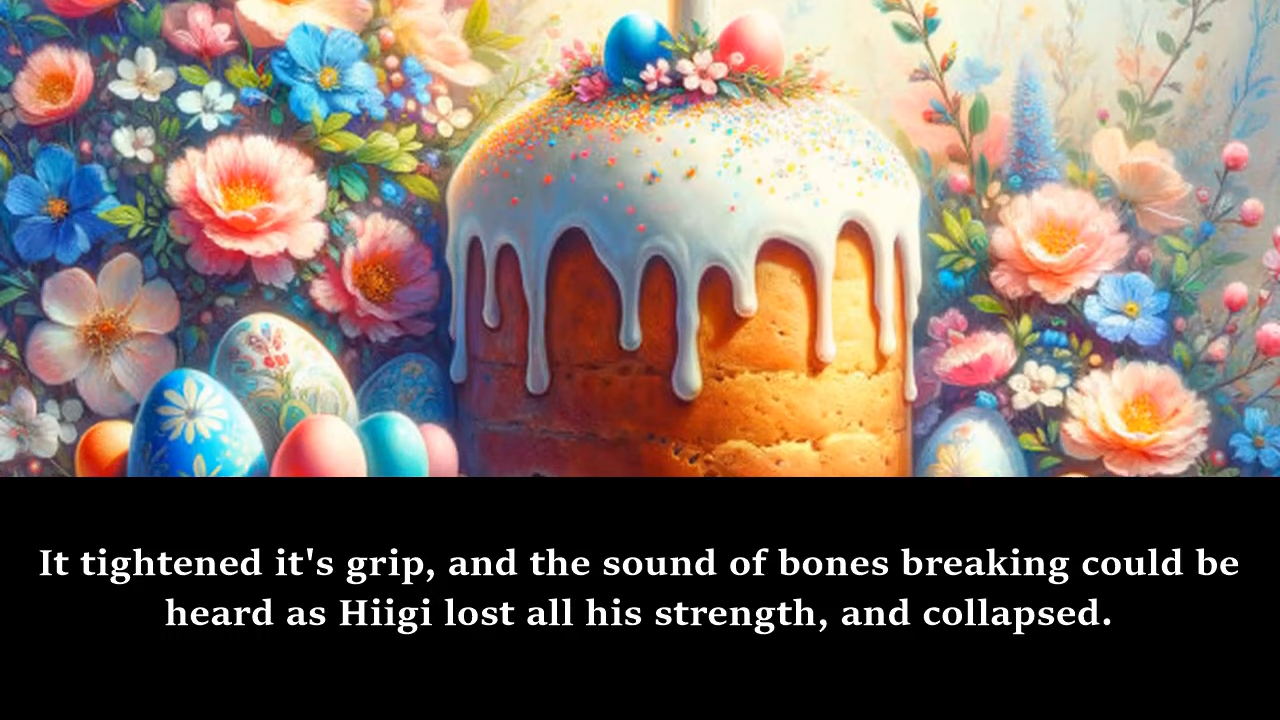 It tightened it's grip, and the sound of bones breaking could be
heard as Hiigi lost all his strength, and collapsed.